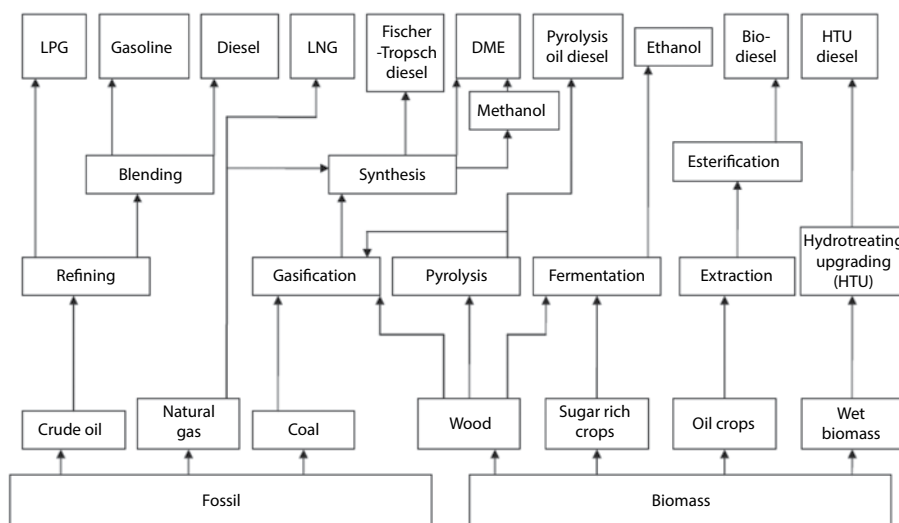 LPG
Gasoline
Diesel
LNG
Fischer
-Tropsch
diesel
DME
Pyrolysis
oil diesel
Ethanol
Bio-
diesel
HTU
diesel
Methanol
Blending
Synthesis
Esterification
Refining
Gasification
Pyrolysis
Fermentation
Extraction
Hydrotreating
upgrading
(HTU)
Crude oil
Natural
gas
Coal
Wood
Sugar rich
crops
Oil crops
Wet
biomass
Fossil
Biomass